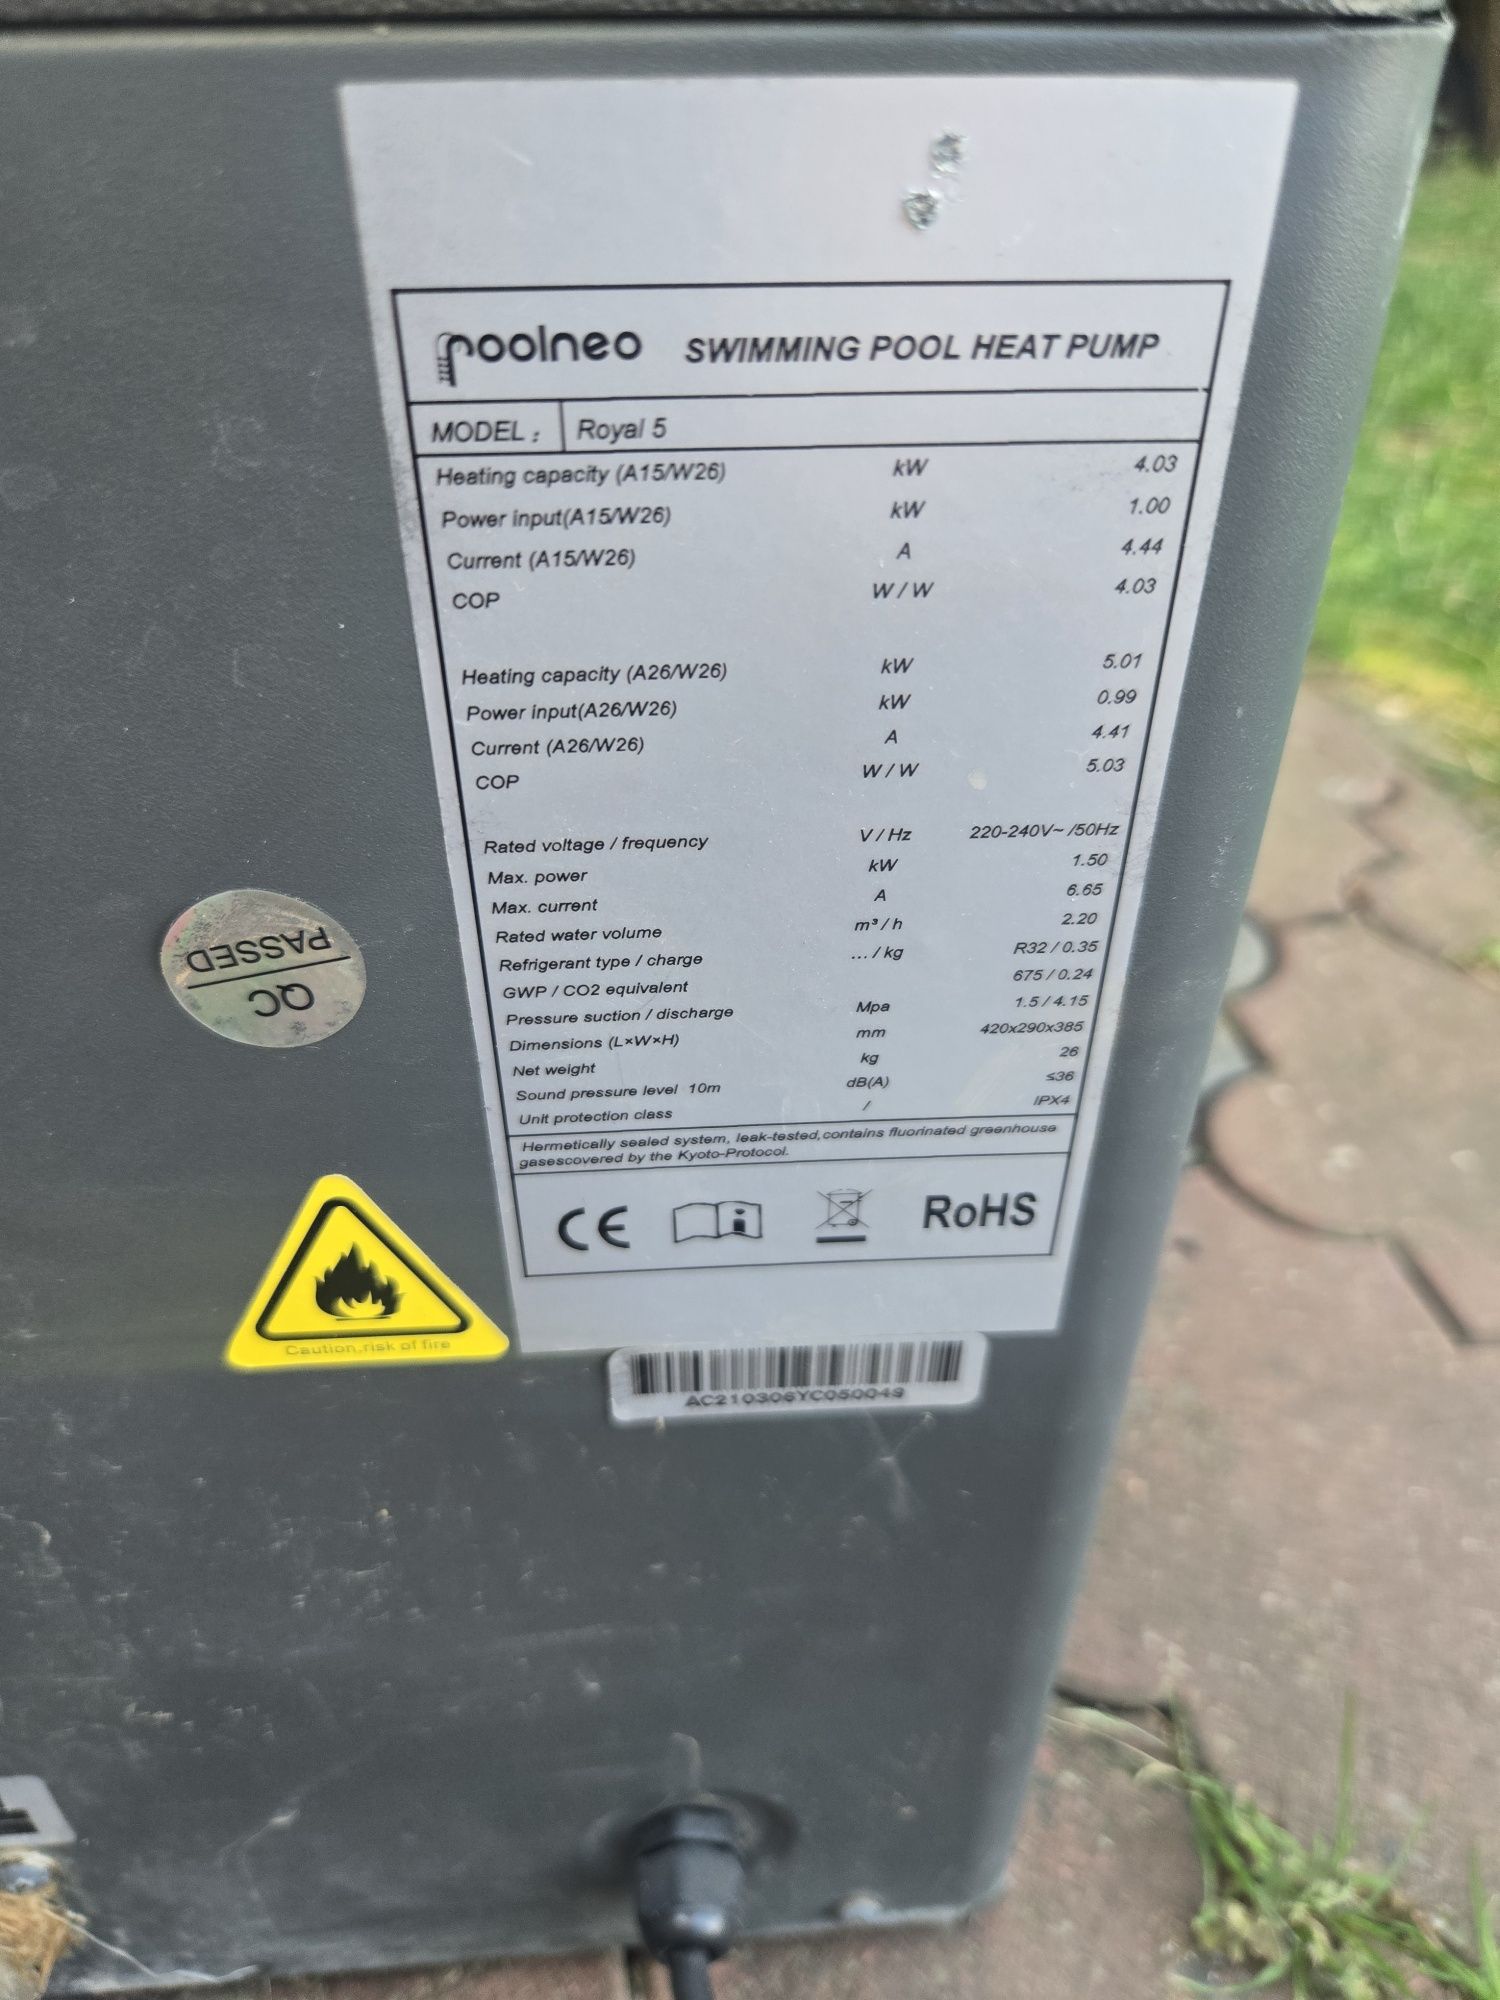 poolneo SWIMMING POOL HEAT PUMP
MODEL: Royal 5
Heating capacity (A15/W26) kW 4.03
Power input(A15/W26) kW 1.00
Current (A15/W26) A 4.44
COP W/W 4.03
Heating capacity (A26/W26) kW 5.01
Power input(A26/W26) kW 0.99
Current (A26/W26) A 4.41
COP W/W 5.03
Rated voltage / frequency V/Hz 220-240V~ /50Hz
Max. power kW 1.50
Max. current A 6.65
Rated water volume m³/h 2.20
Refrigerant type / charge .../kg R32 / 0.35
GWP / CO2 equivalent 675 / 0.24
Pressure suction / discharge Mpa 1.5 / 4.15
Dimensions (L×W×H) mm 420x290x385
Net weight kg 26
Sound pressure level 10m dB(A) ≤36
Unit protection class / IPX4
Hermetically sealed system, leak-tested,contains fluorinated greenhouse
gasescovered by the Kyoto-Protocol.
CE i RoHS
QC
PASSED
Caution,risk of fire
AC210306YC050049